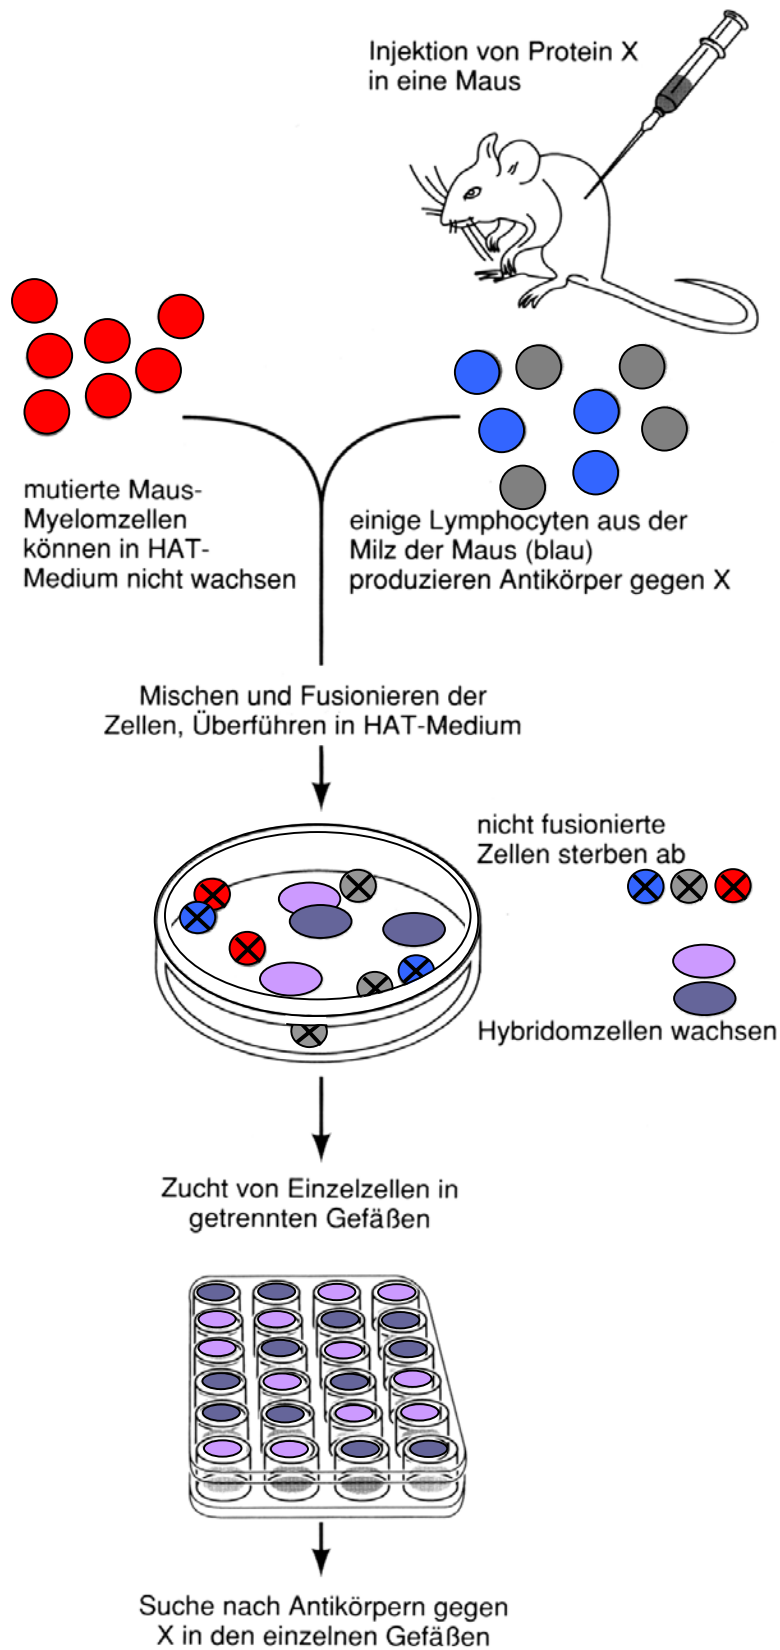 Injektion von Protein X
in eine Maus
mutierte Maus-
Myelomzellen
können in HAT-
Medium nicht wachsen
einige Lymphocyten aus der
Milz der Maus (blau)
produzieren Antikörper gegen X
Mischen und Fusionieren der
Zellen, Überführen in HAT-Medium
nicht fusionierte
Zellen sterben ab
Hybridomzellen wachsen
Zucht von Einzelzellen in
getrennten Gefäßen
Suche nach Antikörpern gegen
X in den einzelnen Gefäßen